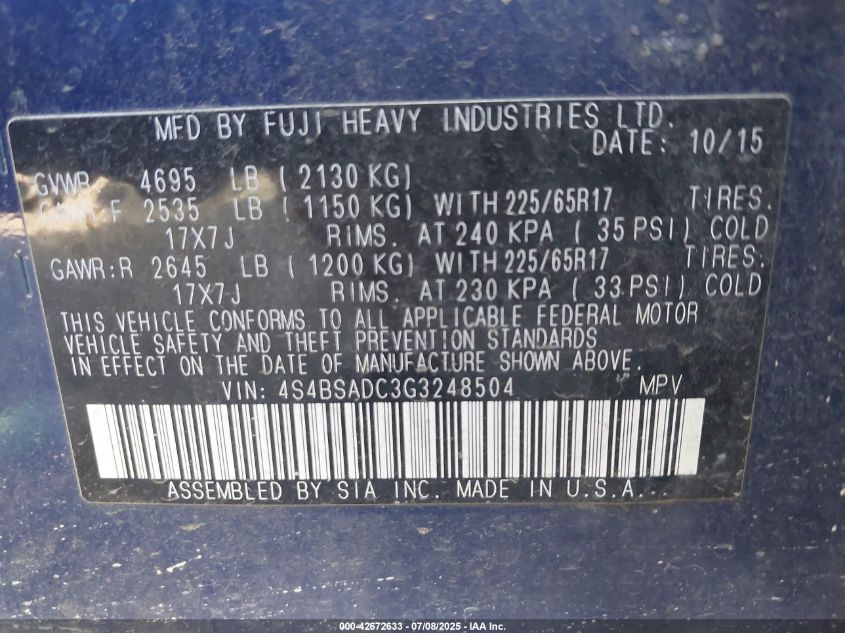 MFD BY FUJI HEAVY INDUSTRIES LTD.
DATE: 10/15
GVWR 4695 LB ( 2130 KG)
GAWR:F 2535 LB ( 1150 KG) WITH 225/65R17 TIRES.
17X7J RIMS. AT 240 KPA ( 35 PSI) COLD
GAWR:R 2645 LB ( 1200 KG) WITH 225/65R17 TIRES.
17X7J RIMS. AT 230 KPA ( 33 PSI) COLD
THIS VEHICLE CONFORMS TO ALL APPLICABLE FEDERAL MOTOR
VEHICLE SAFETY AND THEFT PREVENTION STANDARDS
IN EFFECT ON THE DATE OF MANUFACTURE SHOWN ABOVE.
VIN: 4S4BSADC3G3248504 MPV
ASSEMBLED BY SIA INC. MADE IN U.S.A.
000-42672633 - 07/08/2025 - IAA Inc.